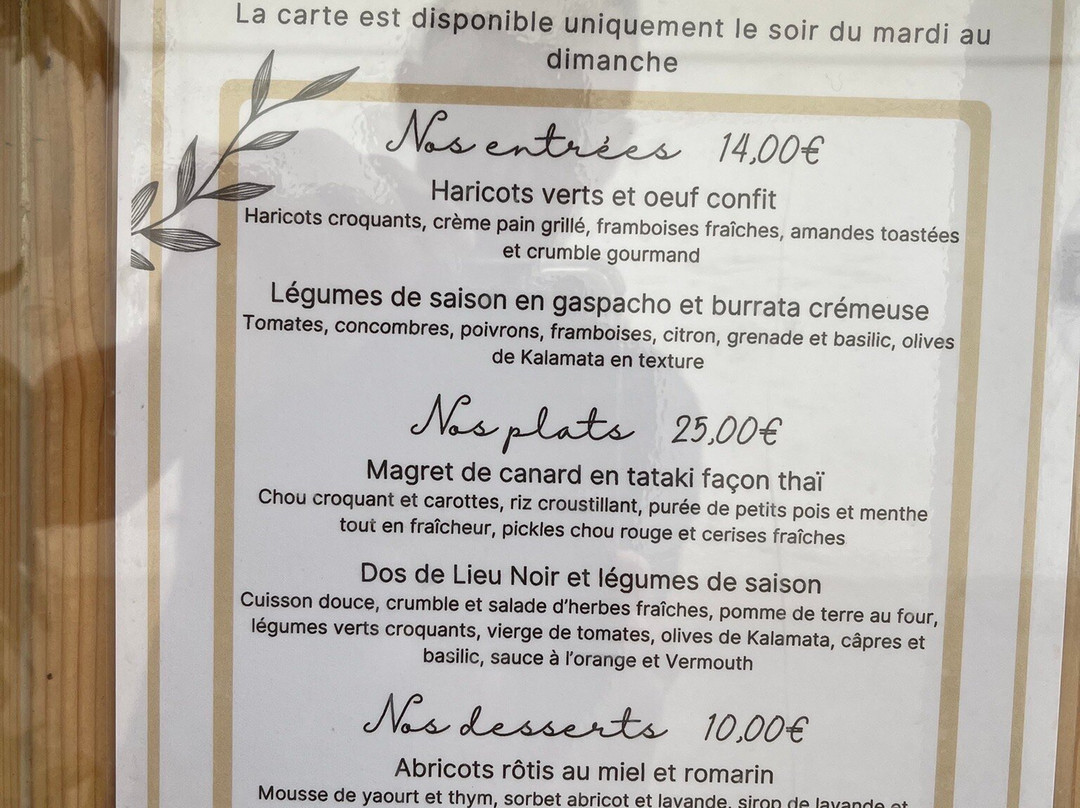 La carte est disponible uniquement le soir du mardi au
dimanche
Nos entrées 14,00€
Haricots verts et oeuf confit
Haricots croquants, crème pain grillé, framboises fraîches, amandes toastées
et crumble gourmand
Légumes de saison en gaspacho et burrata crémeuse
Tomates, concombres, poivrons, framboises, citron, grenade et basilic, olives
de Kalamata en texture
Nos plats 25,00€
Magret de canard en tataki façon thaï
Chou croquant et carottes, riz croustillant, purée de petits pois et menthe
tout en fraîcheur, pickles chou rouge et cerises fraîches
Dos de Lieu Noir et légumes de saison
Cuisson douce, crumble et salade d'herbes fraîches, pomme de terre au four,
légumes verts croquants, vierge de tomates, olives de Kalamata, câpres et
basilic, sauce à l'orange et Vermouth
Nos desserts 10,00€
Abricots rôtis au miel et romarin
Mousse de yaourt et thym, sorbet abricot et lavande, sirop de lavande et